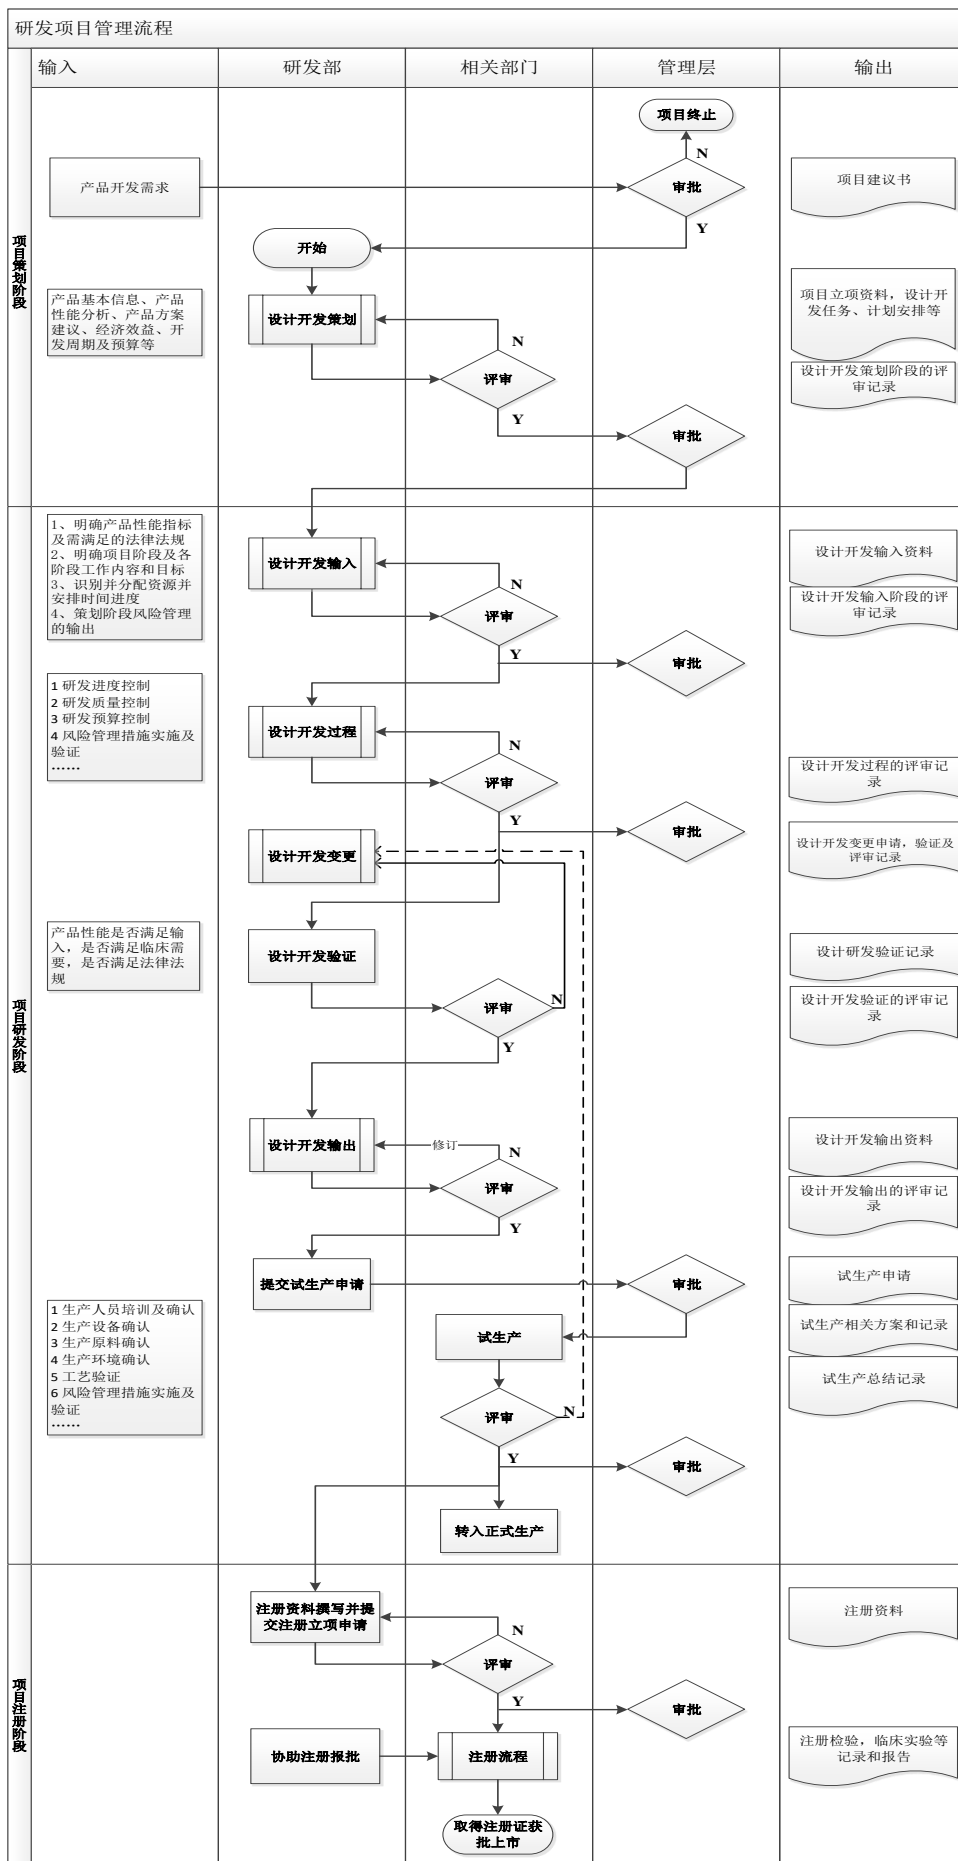 研发项目管理流程
输入
研发部
相关部门
管理层
输出
项目策划阶段
项目终止
N
产品开发需求
审批
项目建议书
Y
开始
产品基本信息、产品
性能分析、产品方案
建议、经济效益、开
发周期及预算等
设计开发策划
项目立项资料，设计开
发任务、计划安排等
N
评审
设计开发策划阶段的评
审记录
Y
审批
项目研发阶段
1、明确产品性能指标
及需满足的法律法规
2、明确项目阶段及各
阶段工作内容和目标
3、识别并分配资源并
安排时间进度
4、策划阶段风险管理
的输出
设计开发输入
设计开发输入资料
N
评审
设计开发输入阶段的评
审记录
Y
审批
1 研发进度控制
2 研发质量控制
3 研发预算控制
4 风险管理措施实施及
验证
……
设计开发过程
N
评审
设计开发过程的评审记
录
Y
审批
设计开发变更
设计开发变更申请，验证及
评审记录
产品性能是否满足输
入，是否满足临床需
要，是否满足法律法
规
设计开发验证
设计研发验证记录
评审
N
设计开发验证的评审记
录
Y
设计开发输出
修订
N
设计开发输出资料
评审
设计开发输出的评审记
录
Y
提交试生产申请
审批
试生产申请
1 生产人员培训及确认
2 生产设备确认
3 生产原料确认
4 生产环境确认
5 工艺验证
6 风险管理措施实施及
验证
……
试生产
试生产相关方案和记录
试生产总结记录
评审
N
Y
审批
转入正式生产
项目注册阶段
注册资料撰写并提
交注册立项申请
注册资料
N
评审
Y
审批
协助注册报批
注册流程
注册检验，临床实验等
记录和报告
取得注册证获
批上市